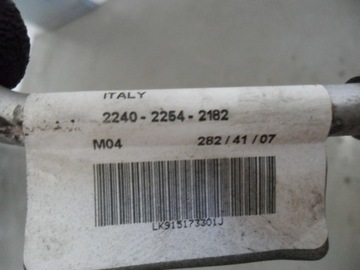 ITALY
2240 - 2254 - 2182
M04 282 / 41 / 07
LK915173301J